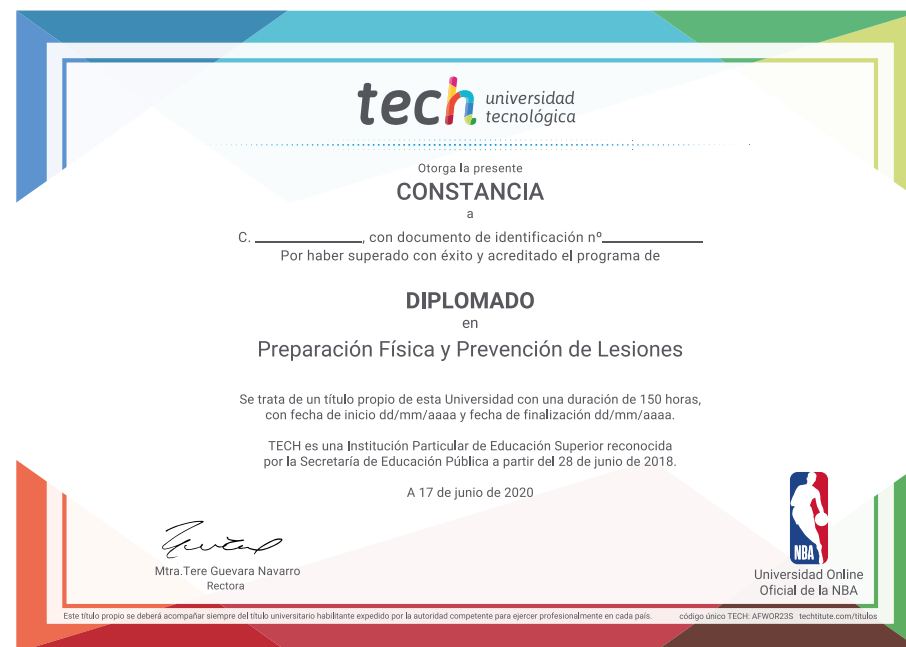 tech universidad
tecnológica
Otorga la presente
CONSTANCIA
a
C. ____________, con documento de identificación nº____________
Por haber superado con éxito y acreditado el programa de
DIPLOMADO
en
Preparación Física y Prevención de Lesiones
Se trata de un título propio de esta Universidad con una duración de 150 horas,
con fecha de inicio dd/mm/aaaa y fecha de finalización dd/mm/aaaa.
TECH es una Institución Particular de Educación Superior reconocida
por la Secretaría de Educación Pública a partir del 28 de junio de 2018.
A 17 de junio de 2020
Mtra.Tere Guevara Navarro
Rectora
NBA
Universidad Online
Oficial de la NBA
Este título propio se deberá acompañar siempre del título universitario habilitante expedido por la autoridad competente para ejercer profesionalmente en cada país. código único TECH: AFWOR23S techtitute.com/titulos